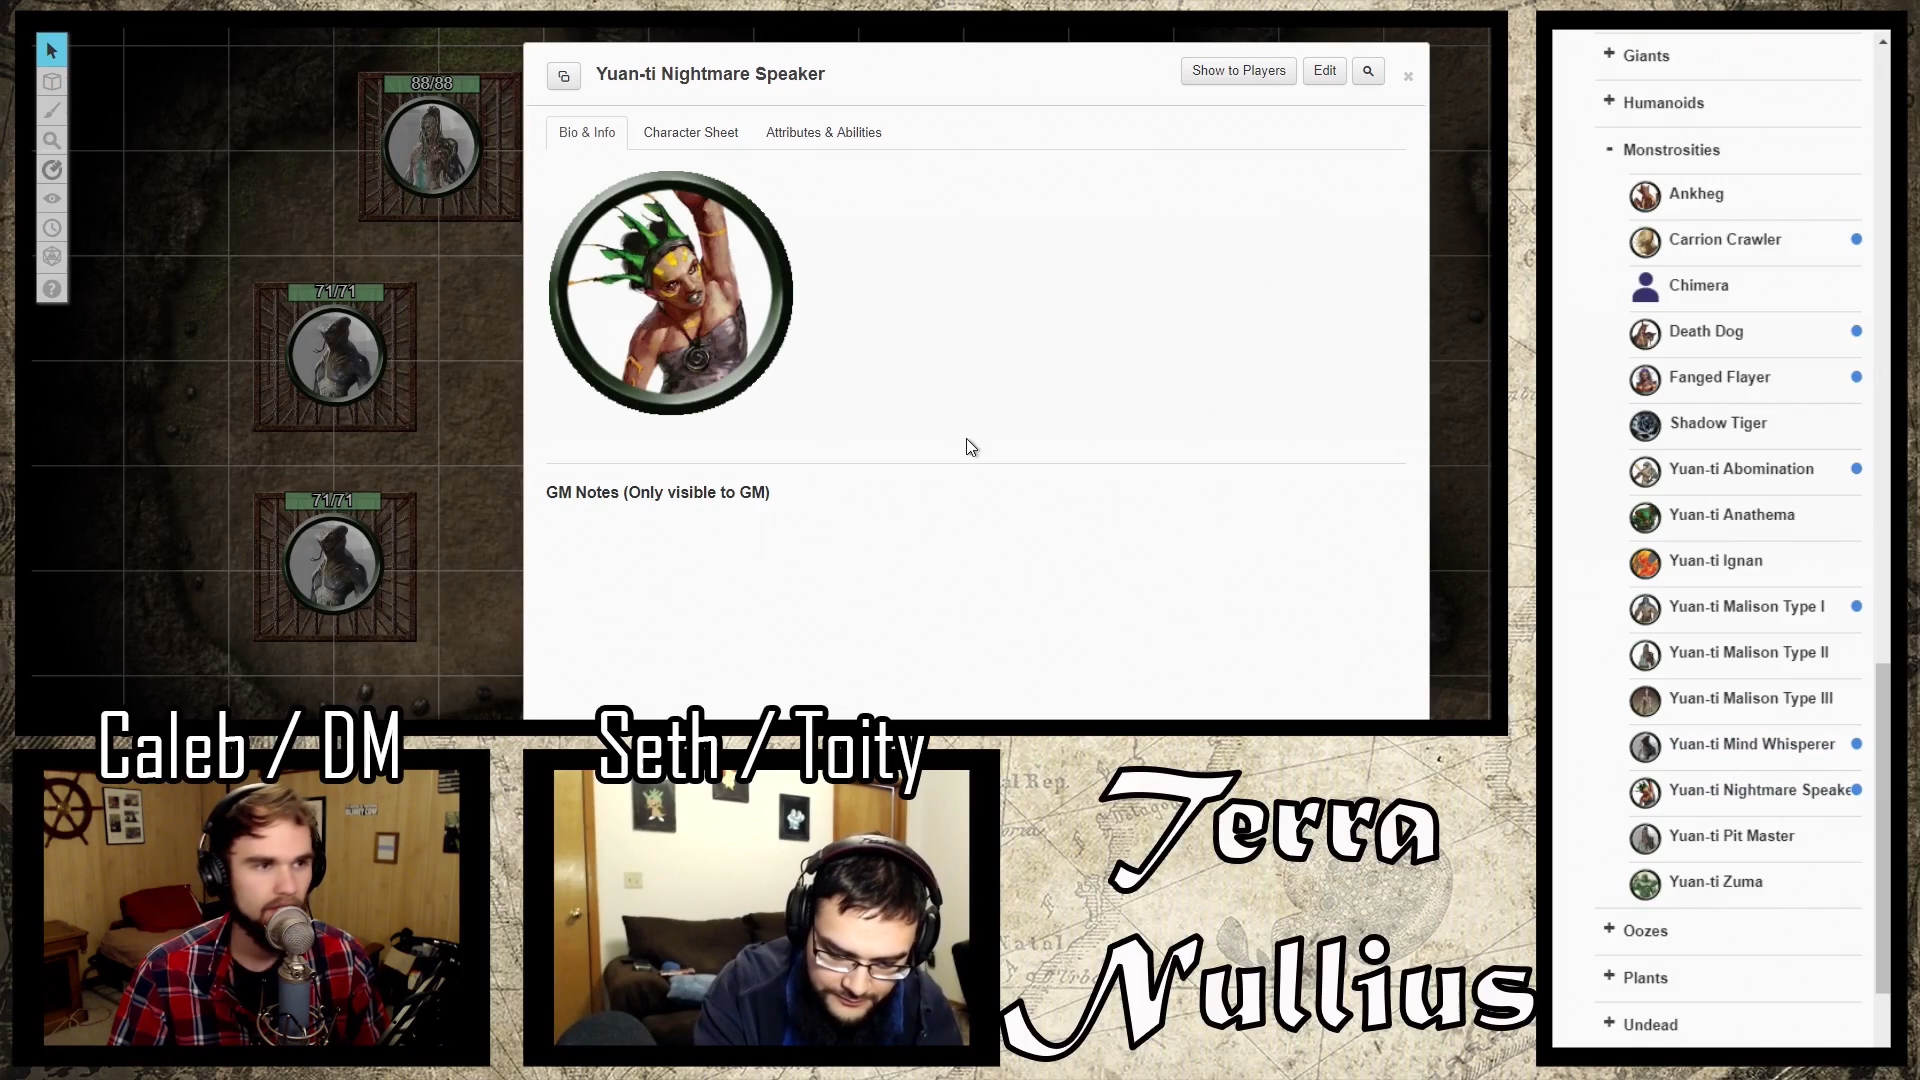 88/88
71/71
71/71
Yuan-ti Nightmare Speaker
Show to Players
Edit
Bio & Info
Character Sheet
Attributes & Abilities
GM Notes (Only visible to GM)
Caleb / DM
Seth / Toity
Terra
Nullius
Giants
Humanoids
Monstrosities
Ankheg
Carrion Crawler
Chimera
Death Dog
Fanged Flayer
Shadow Tiger
Yuan-ti Abomination
Yuan-ti Anathema
Yuan-ti Ignan
Yuan-ti Malison Type I
Yuan-ti Malison Type II
Yuan-ti Malison Type III
Yuan-ti Mind Whisperer
Yuan-ti Nightmare Speake
Yuan-ti Pit Master
Yuan-ti Zuma
Oozes
Plants
Undead